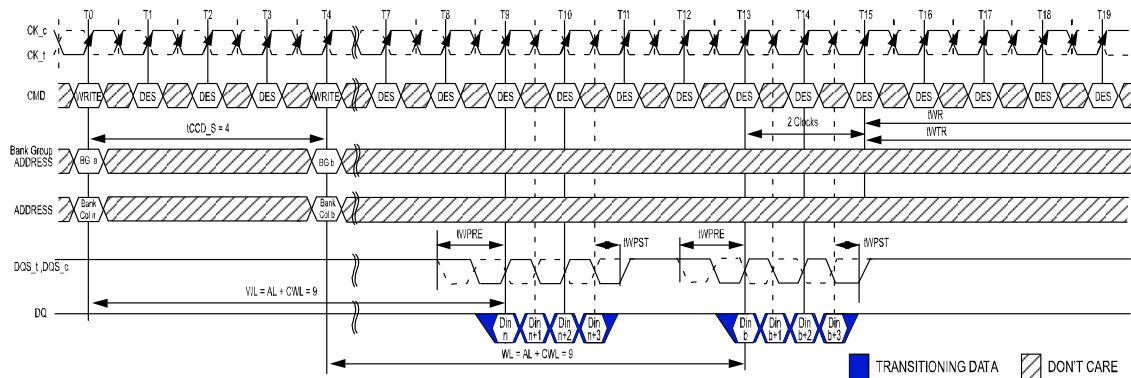 T0 T1 T2 T3 T4 T7 T8 T9 T10 T11 T12 T13 T14 T15 T16 T17 T18 T19
CK_c
CK_t
CMD WRITE DES DES DES WRITE DES DES DES DES DES DES DES DES DES DES DES DES DES
tCCD_S = 4 2 Clocks tWR
tWTR
Bank Group
ADDRESS BG a BG b
ADDRESS Bank Col n Bank Col b
tWPRE tWPST tWPRE tWPST
DQS_t ,DQS_c
WL = AL + CWL = 9
DQ Din n Din n+1 Din n+2 Din n+3 Din b Din b+1 Din b+2 Din b+3
WL = AL + CWL = 9
TRANSITIONING DATA DON'T CARE